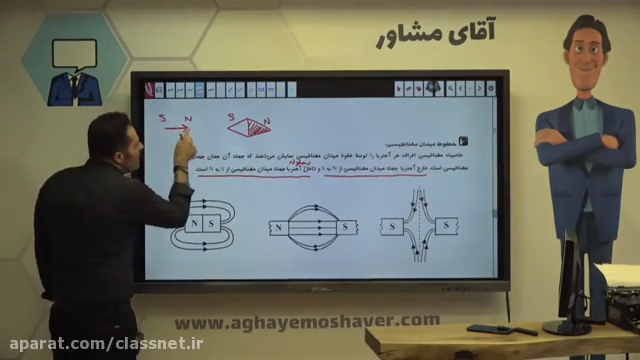 آقای مشاور
S N
S N
خطوط میدان مغناطیسی:
خاصیت مغناطیسی اطراف هر آهنربا را توسط خطوط میدان مغناطیسی نمایش می‌دهند که جهت آن همان جهت
مغناطیسی است. خارج آهنربا جهت میدان مغناطیسی از N به S و داخل آهنربا جهت میدان مغناطیسی از S به N است.
N S
N S
S S
www.aghayemoshaver.com
aparat.com/classnet.ir